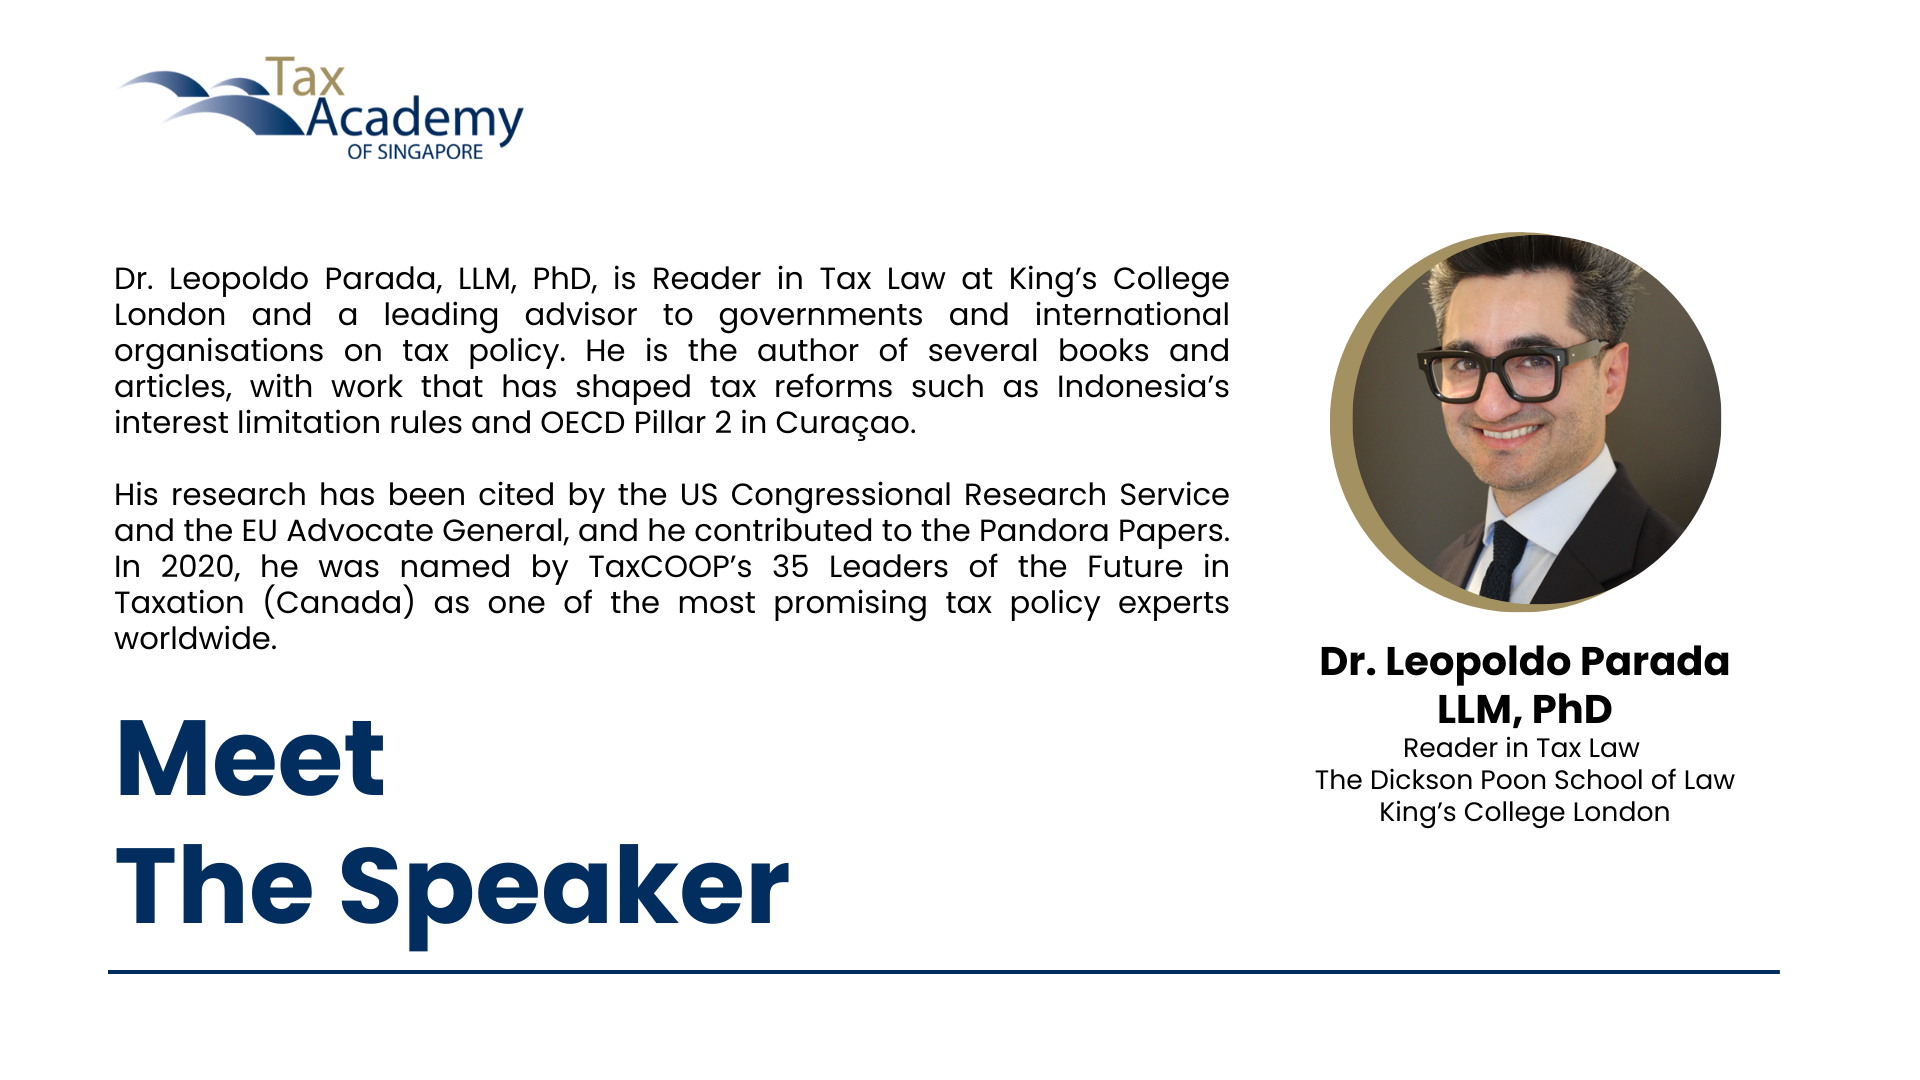 Tax
Academy
OF SINGAPORE
Dr. Leopoldo Parada, LLM, PhD, is Reader in Tax Law at King’s College
London and a leading advisor to governments and international
organisations on tax policy. He is the author of several books and
articles, with work that has shaped tax reforms such as Indonesia’s
interest limitation rules and OECD Pillar 2 in Curaçao.
His research has been cited by the US Congressional Research Service
and the EU Advocate General, and he contributed to the Pandora Papers.
In 2020, he was named by TaxCOOP’s 35 Leaders of the Future in
Taxation (Canada) as one of the most promising tax policy experts
worldwide.
Meet
The Speaker
Dr. Leopoldo Parada
LLM, PhD
Reader in Tax Law
The Dickson Poon School of Law
King’s College London